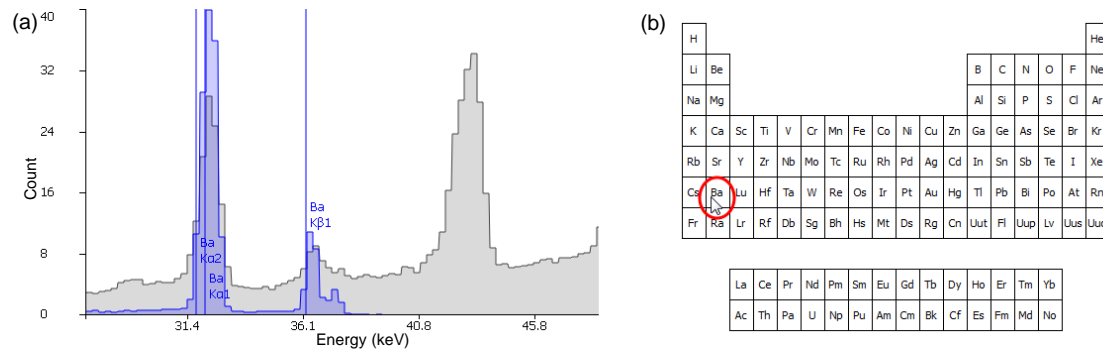 (a)
40
32
24
16
8
0
Count
Ba
Kα2
Ba
Kα1
Ba
Kβ1
31.4
36.1
40.8
45.8
Energy (keV)
(b)
H He
Li Be B C N O F Ne
Na Mg Al Si P S Cl Ar
K Ca Sc Ti V Cr Mn Fe Co Ni Cu Zn Ga Ge As Se Br Kr
Rb Sr Y Zr Nb Mo Tc Ru Rh Pd Ag Cd In Sn Sb Te I Xe
Cs Ba Lu Hf Ta W Re Os Ir Pt Au Hg Tl Pb Bi Po At Rn
Fr Ra Lr Rf Db Sg Bh Hs Mt Ds Rg Cn Uut Fl Uup Lv Uus Uuo
La Ce Pr Nd Pm Sm Eu Gd Tb Dy Ho Er Tm Yb
Ac Th Pa U Np Pu Am Cm Bk Cf Es Fm Md No